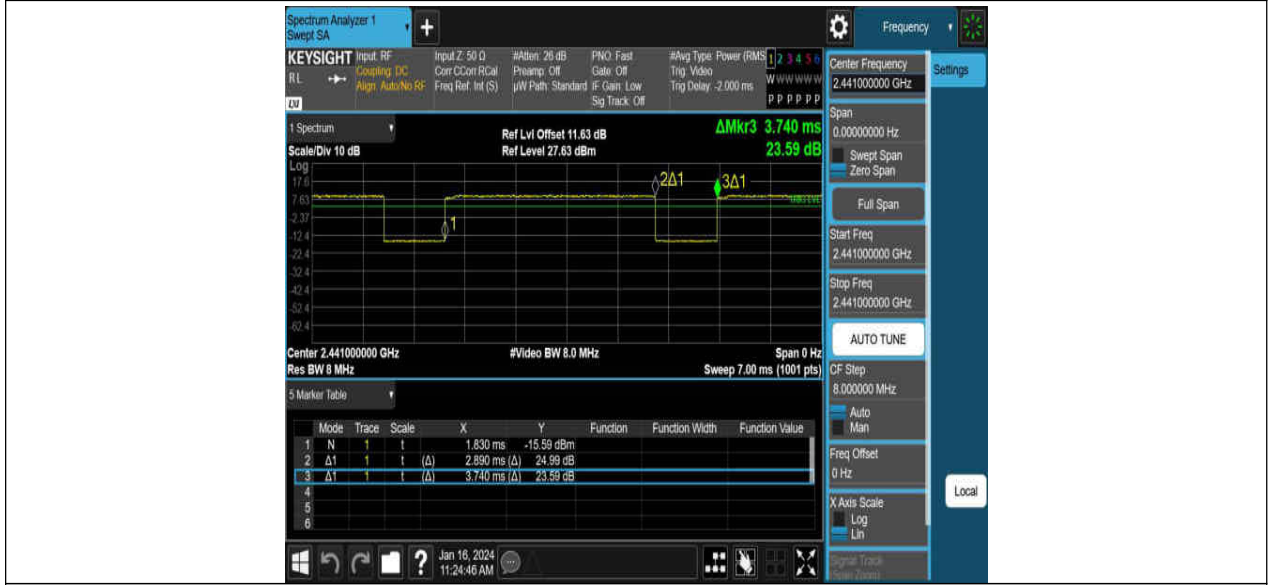 Spectrum Analyzer 1
Swept SA
+
Frequency
KEYSIGHT
RL
LXI
Input: RF
Coupling: DC
Align: Auto/No RF
Input Z: 50 Ω
Corr CCorr RCal
Freq Ref: Int (S)
#Atten: 26 dB
Preamp: Off
µW Path: Standard
PNO: Fast
Gate: Off
IF Gain: Low
Sig Track: Off
#Avg Type: Power (RMS
Trig: Video
Trig Delay: -2.000 ms
1 2 3 4 5 6
W W W W W W
P P P P P P
Center Frequency
2.441000000 GHz
Settings
1 Spectrum
Scale/Div 10 dB
Ref Lvl Offset 11.63 dB
Ref Level 27.63 dBm
ΔMkr3 3.740 ms
23.59 dB
Span
0.00000000 Hz
Swept Span
Zero Span
Full Span
Start Freq
2.441000000 GHz
Stop Freq
2.441000000 GHz
AUTO TUNE
CF Step
8.000000 MHz
Auto
Man
Freq Offset
0 Hz
X Axis Scale
Log
Lin
Signal Track
(Span Zoom)
Local
Log
17.6
7.63
-2.37
-12.4
-22.4
-32.4
-42.4
-52.4
-62.4
1
2Δ1
3Δ1
Center 2.441000000 GHz
Res BW 8 MHz
#Video BW 8.0 MHz
Span 0 Hz
Sweep 7.00 ms (1001 pts)
5 Marker Table
Mode Trace Scale X Y Function Function Width Function Value
1 N 1 t 1.830 ms -15.59 dBm
2 Δ1 1 t (Δ) 2.890 ms (Δ) 24.99 dB
3 Δ1 1 t (Δ) 3.740 ms (Δ) 23.59 dB
4
5
6
?
Jan 16, 2024
11:24:46 AM